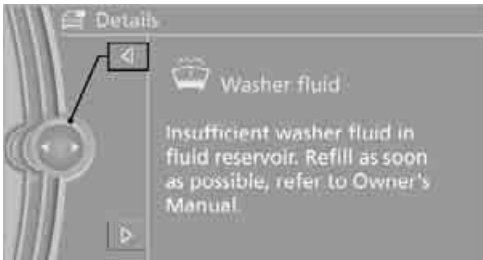 Details
Washer fluid
Insufficient washer fluid in
fluid reservoir. Refill as soon
as possible, refer to Owner's
Manual.